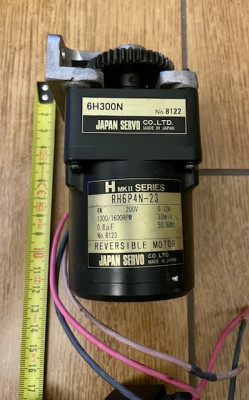 6H300N
No. 8122
JAPAN SERVO CO., LTD.
MADE IN JAPAN
H MKII SERIES
RH6P4N-23
4W 200V 0.12A
1300/1600RPM 30min
0.8μF 50/60Hz
No. 8123
REVERSIBLE MOTOR
JAPAN SERVO CO., LTD.
MADE IN JAPAN